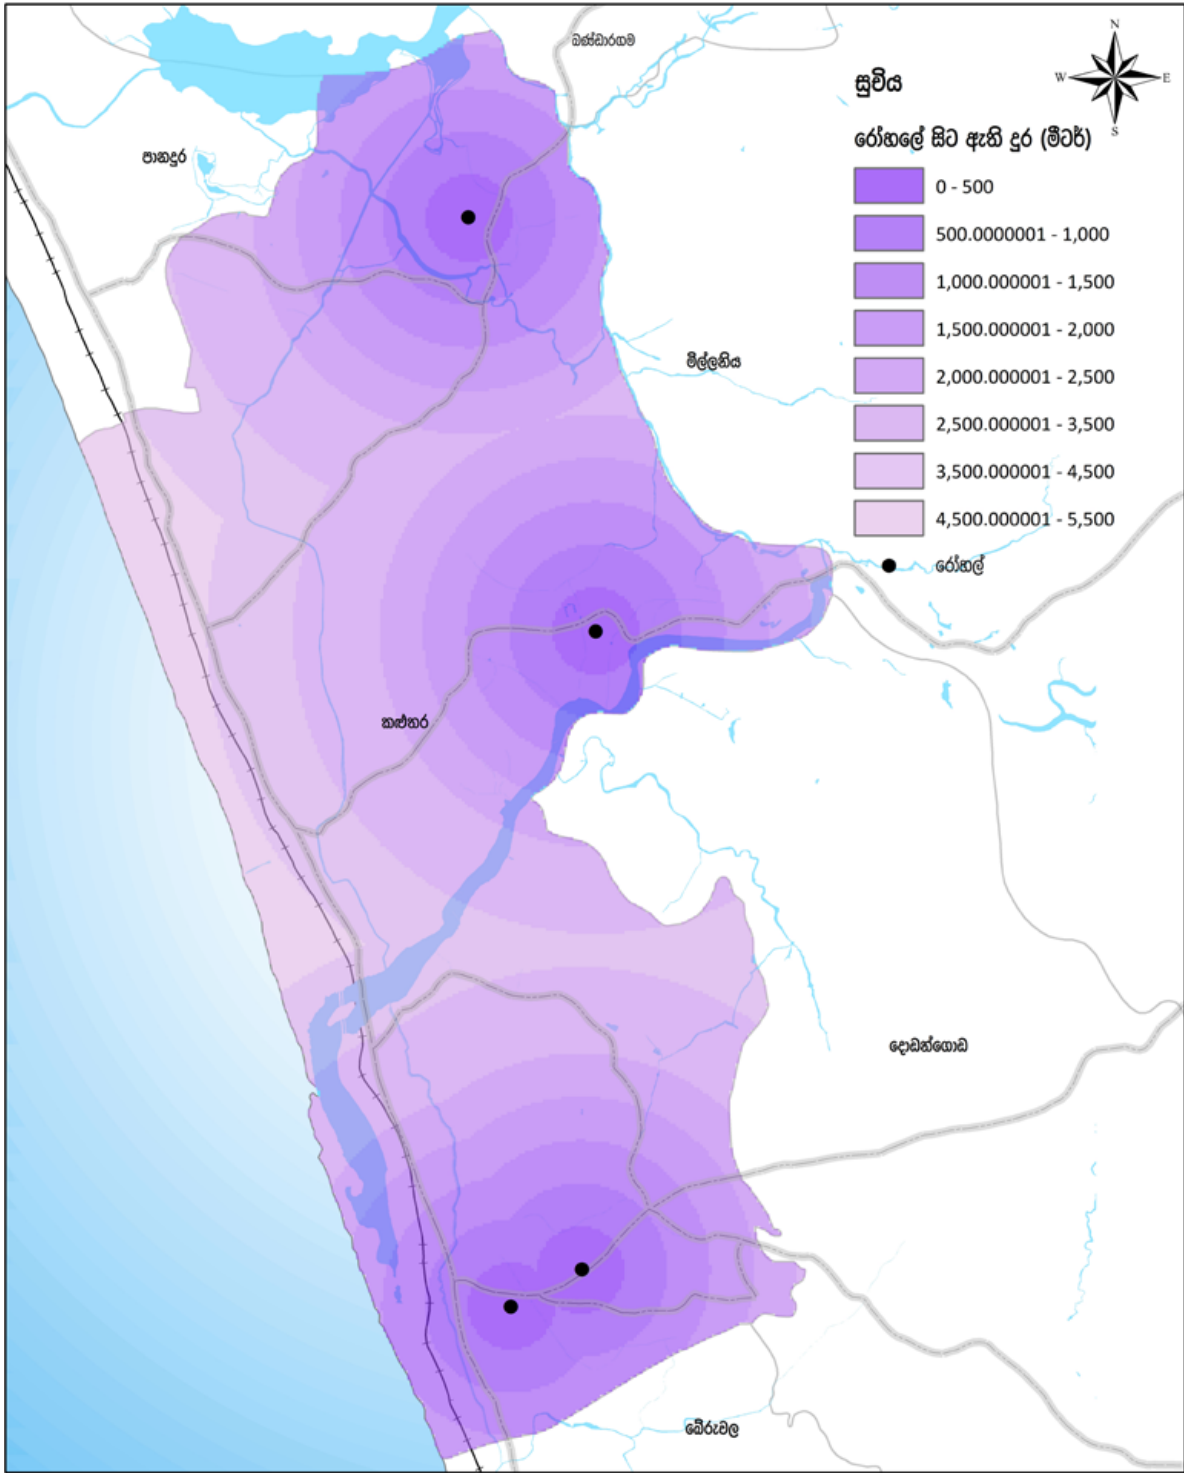 බණ්ඩාරගම
N
W E
S
සුචිය
රෝහලේ සිට ඇති දුර (මීටර්)
0 - 500
500.0000001 - 1,000
1,000.000001 - 1,500
1,500.000001 - 2,000
2,000.000001 - 2,500
2,500.000001 - 3,500
3,500.000001 - 4,500
4,500.000001 - 5,500
රෝහල්
පානදුර
මිල්ලනිය
කළුතර
දොඩන්ගොඩ
බේරුවල